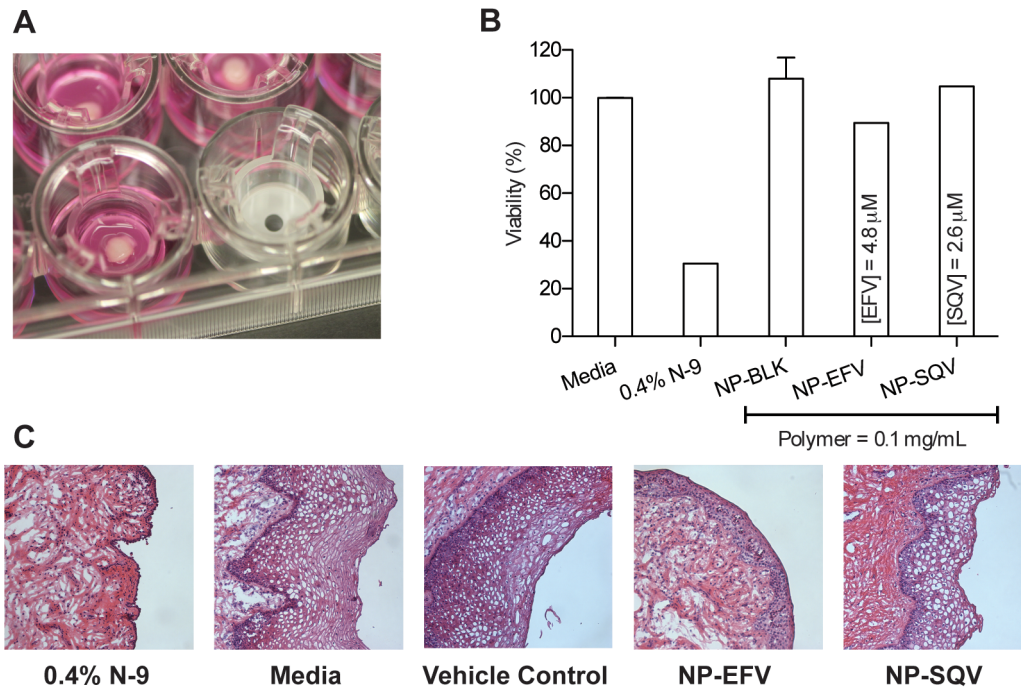 A
B
120
100
80
60
40
20
0
Viability (%)
[EFV] = 4.8 μM
[SQV] = 2.6 μM
Media
0.4% N-9
NP-BLK
NP-EFV
NP-SQV
Polymer = 0.1 mg/mL
C
0.4% N-9
Media
Vehicle Control
NP-EFV
NP-SQV